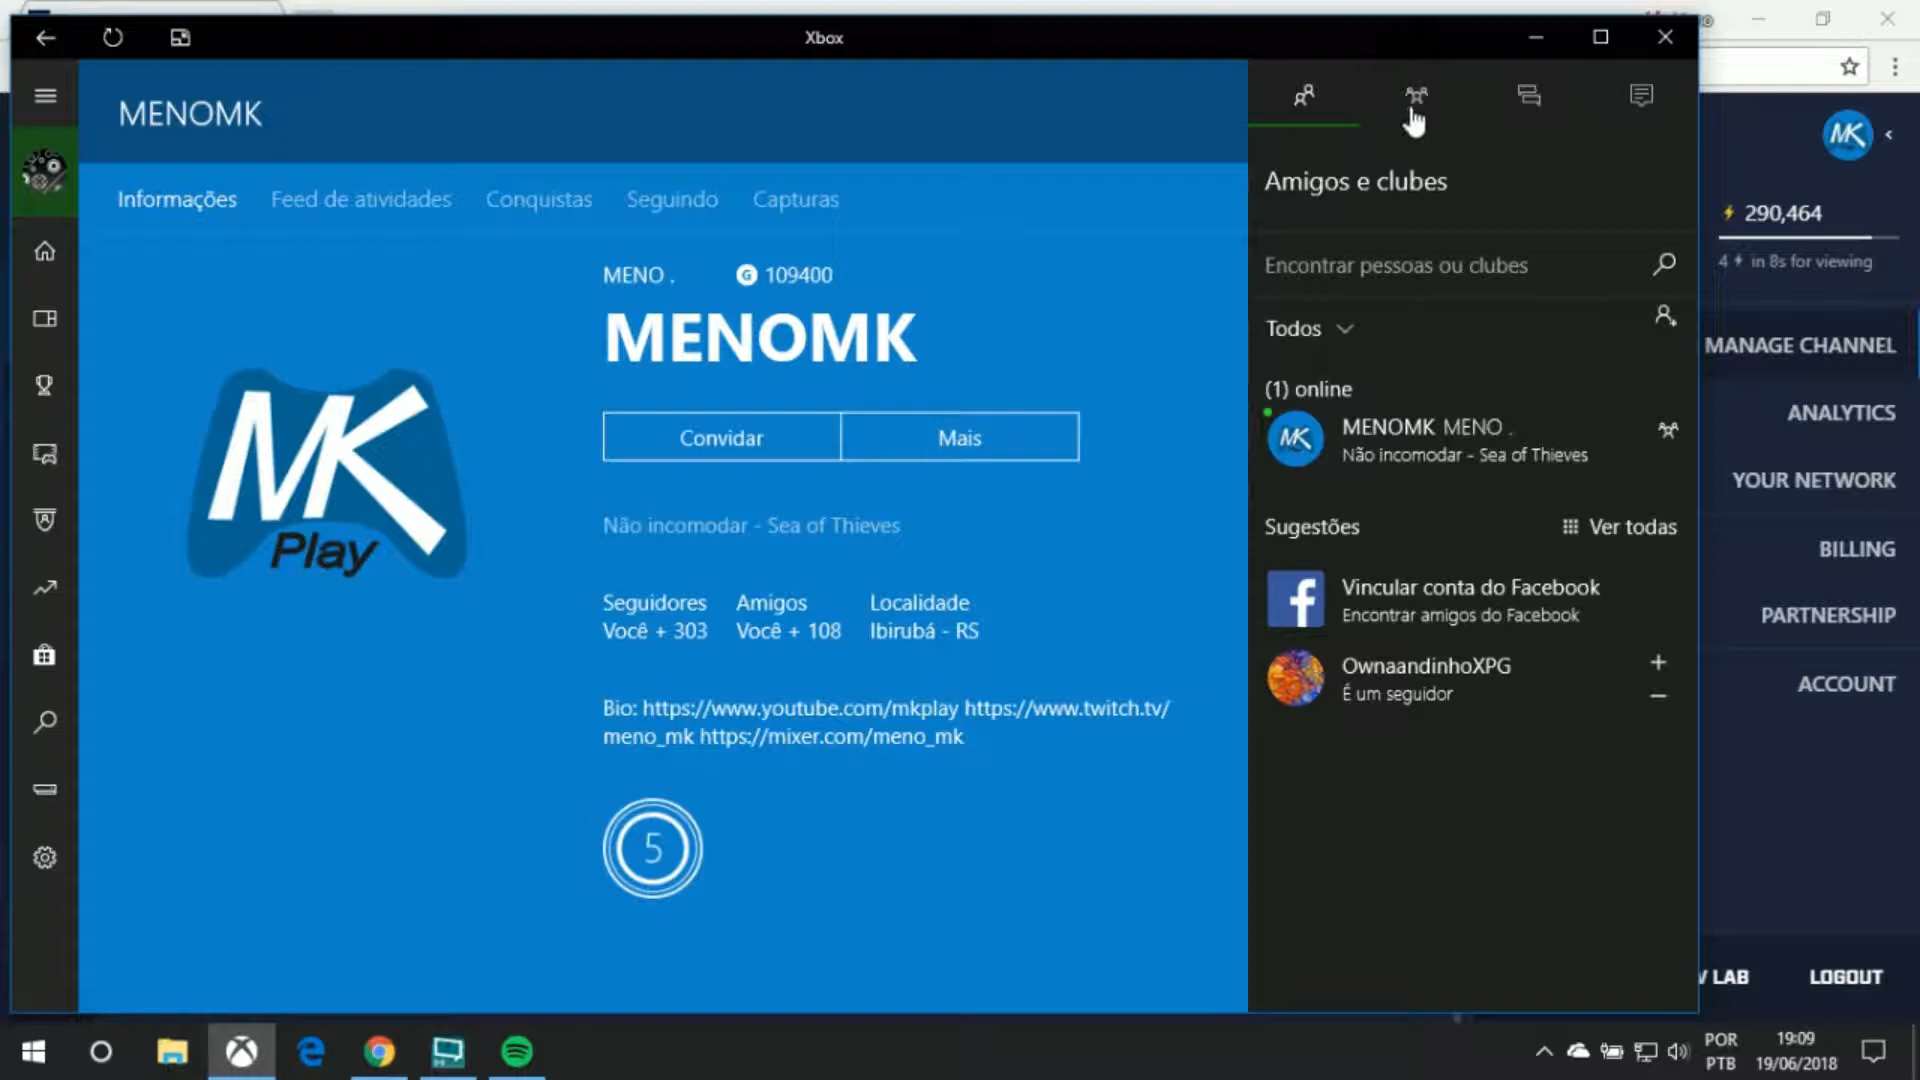 Xbox
MENOMK
Informações Feed de atividades Conquistas Seguindo Capturas
MENO . G 109400
MENOMK
Convidar Mais
Não incomodar - Sea of Thieves
Seguidores Amigos Localidade
Você + 303 Você + 108 Ibirubá - RS
Bio: https://www.youtube.com/mkplay https://www.twitch.tv/
meno_mk https://mixer.com/meno_mk
5
MK
Play
Amigos e clubes
Encontrar pessoas ou clubes
Todos
(1) online
MK
MENOMK MENO .
Não incomodar - Sea of Thieves
Sugestões Ver todas
Vincular conta do Facebook
Encontrar amigos do Facebook
OwnaandinhoXPG
É um seguidor
MK
290,464
4 in 8s for viewing
MANAGE CHANNEL
ANALYTICS
YOUR NETWORK
BILLING
PARTNERSHIP
ACCOUNT
LAB LOGOUT
POR 19:09
PTB 19/06/2018